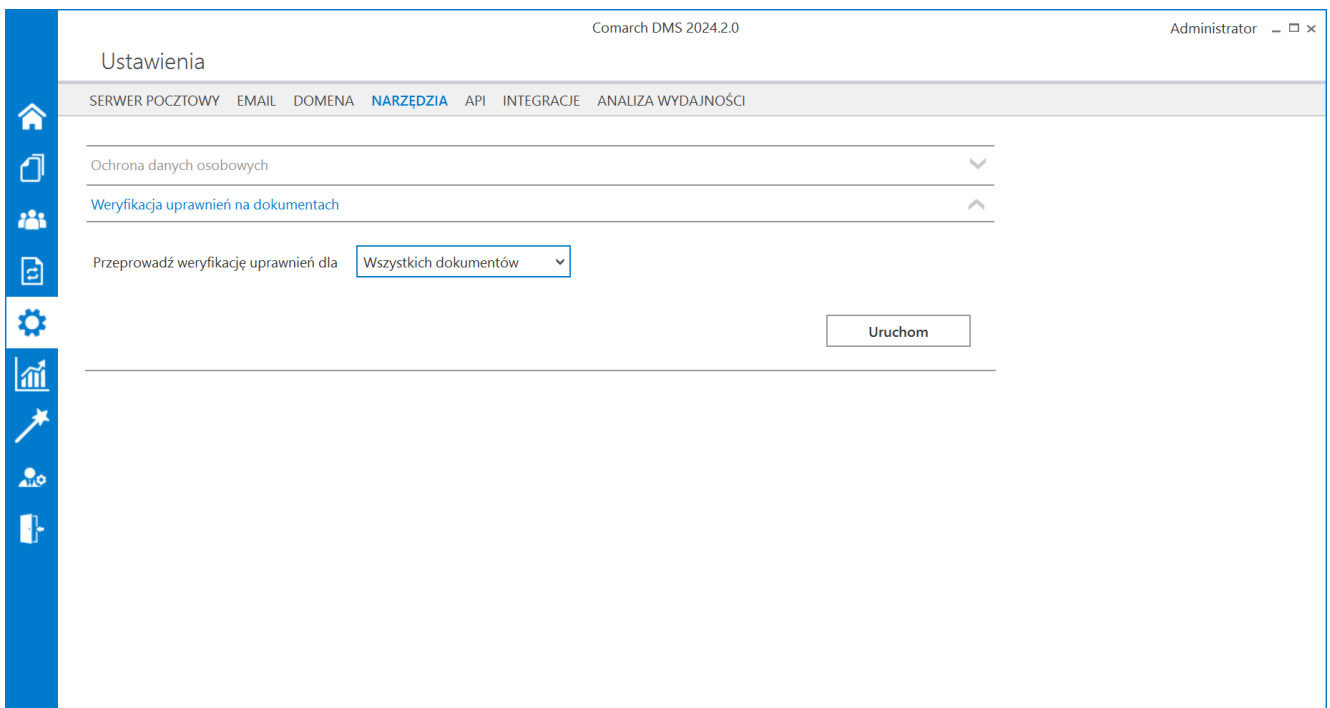 Comarch DMS 2024.2.0
Administrator
Ustawienia
SERWER POCZTOWY EMAIL DOMENA NARZĘDZIA API INTEGRACJE ANALIZA WYDAJNOŚCI
Ochrona danych osobowych
Weryfikacja uprawnień na dokumentach
Przeprowadź weryfikację uprawnień dla Wszystkich dokumentów
Uruchom